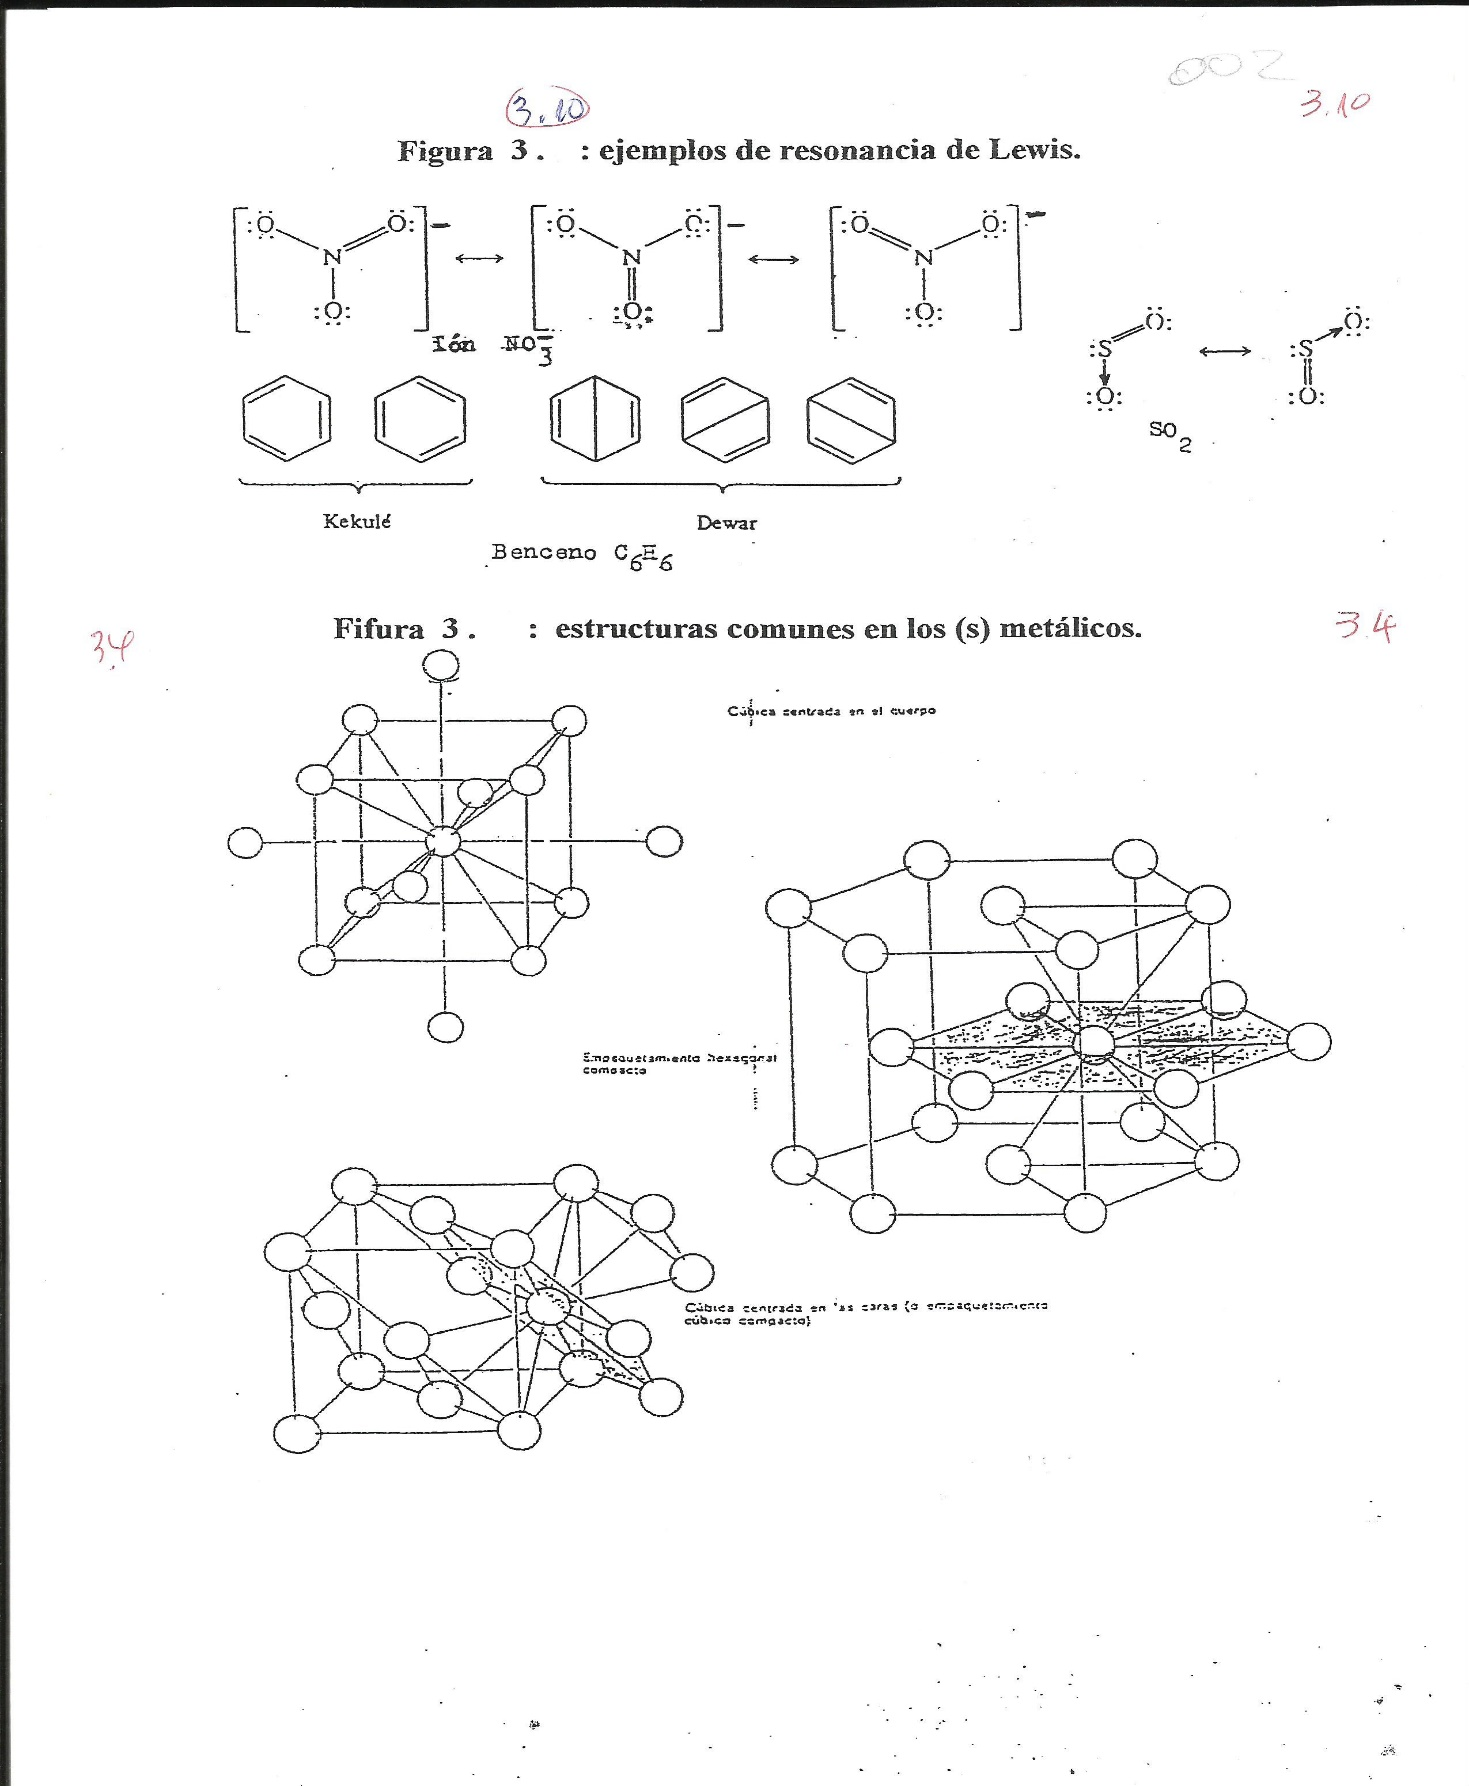 002
3.10
3.10
Figura 3. : ejemplos de resonancia de Lewis.
:Ö O: :Ö O: :O Ö:
N ↔ N ↔ N
:O: :O: :O:
Ión NO3−
:S O: ↔ :S O:
:O: :O:
SO2
Kekulé
Dewar
Benceno C6H6
3.4
Fifura 3. : estructuras comunes en los (s) metálicos.
3.4
Cúbica centrada en el cuerpo
Empaquetamiento hexagonal
compacto
Cúbica centrada en las caras (o empaquetamiento
cúbico compacto)